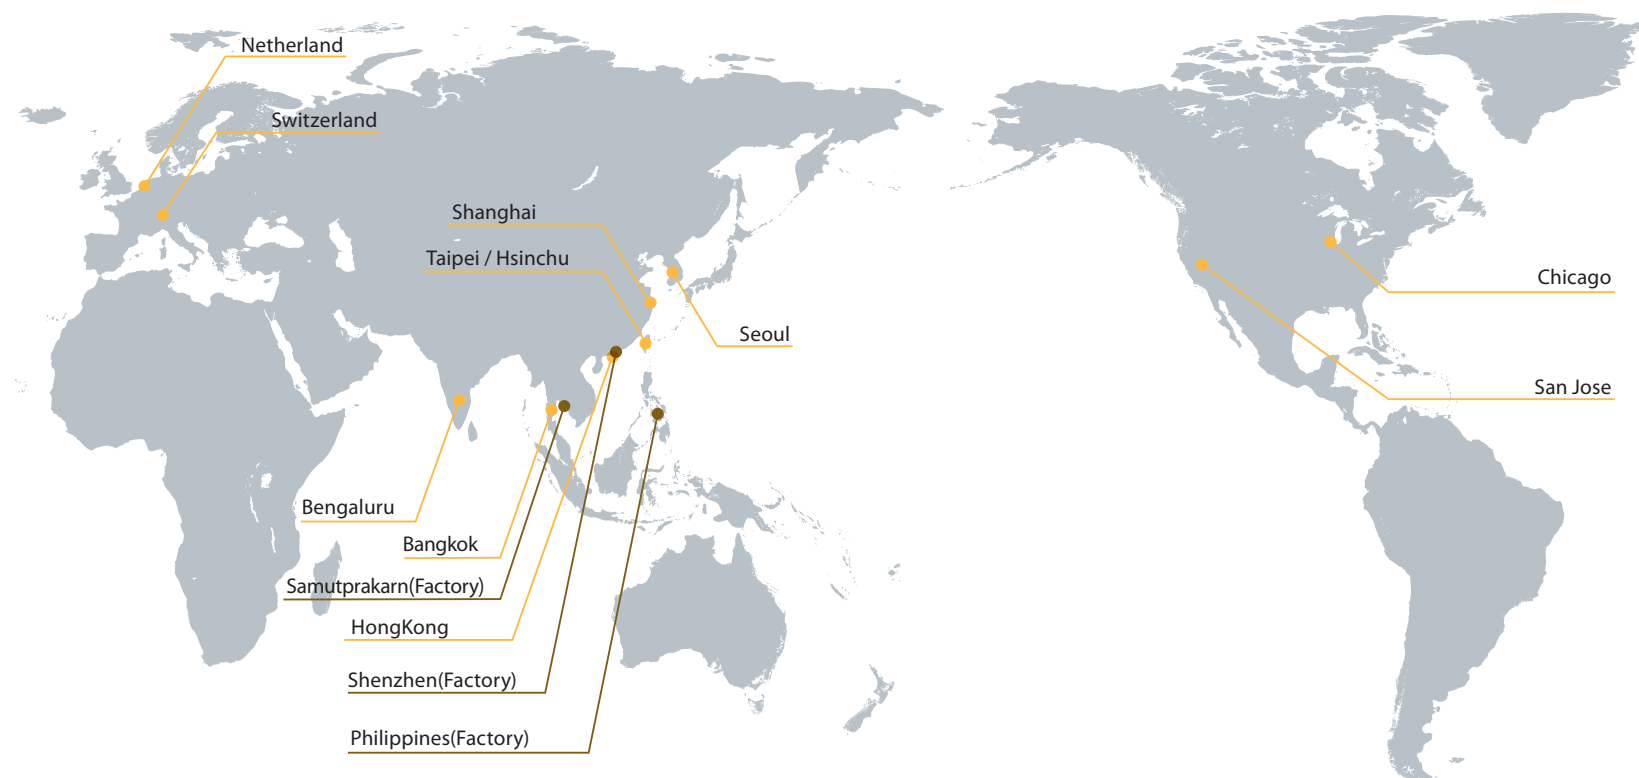 Netherland
Switzerland
Shanghai
Taipei / Hsinchu
Seoul
Chicago
San Jose
Bengaluru
Bangkok
Samutprakarn(Factory)
HongKong
Shenzhen(Factory)
Philippines(Factory)